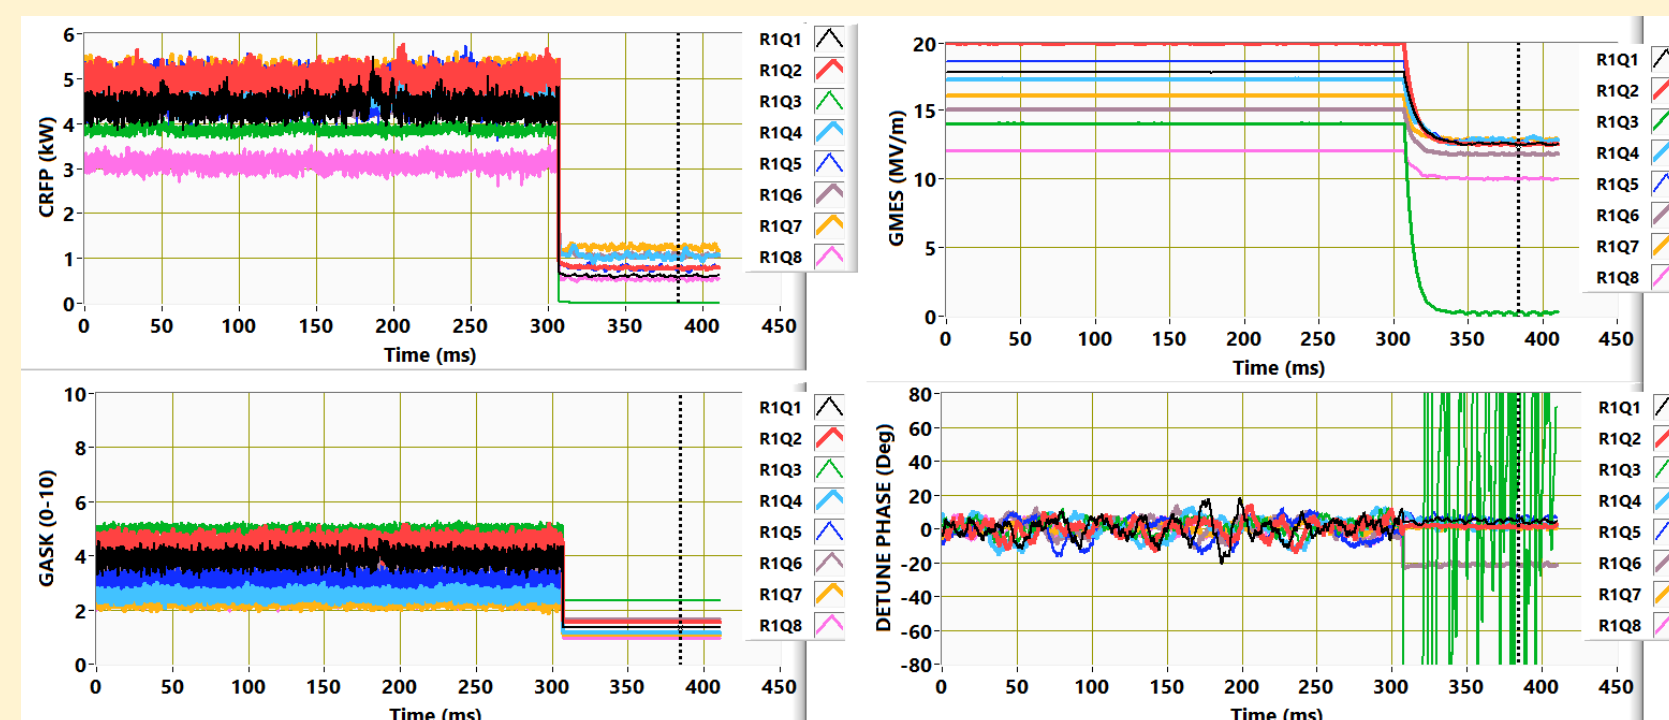 CRFP (kW)
6
5
4
3
2
1
0
0 50 100 150 200 250 300 350 400 450
Time (ms)
R1Q1
R1Q2
R1Q3
R1Q4
R1Q5
R1Q6
R1Q7
R1Q8
GMES (MV/m)
20
15
10
5
0
0 50 100 150 200 250 300 350 400 450
Time (ms)
R1Q1
R1Q2
R1Q3
R1Q4
R1Q5
R1Q6
R1Q7
R1Q8
GASK (0-10)
10
8
6
4
2
0
0 50 100 150 200 250 300 350 400 450
Time (ms)
R1Q1
R1Q2
R1Q3
R1Q4
R1Q5
R1Q6
R1Q7
R1Q8
DETUNE PHASE (Deg)
80
60
40
20
0
-20
-40
-60
-80
0 50 100 150 200 250 300 350 400 450
Time (ms)
R1Q1
R1Q2
R1Q3
R1Q4
R1Q5
R1Q6
R1Q7
R1Q8